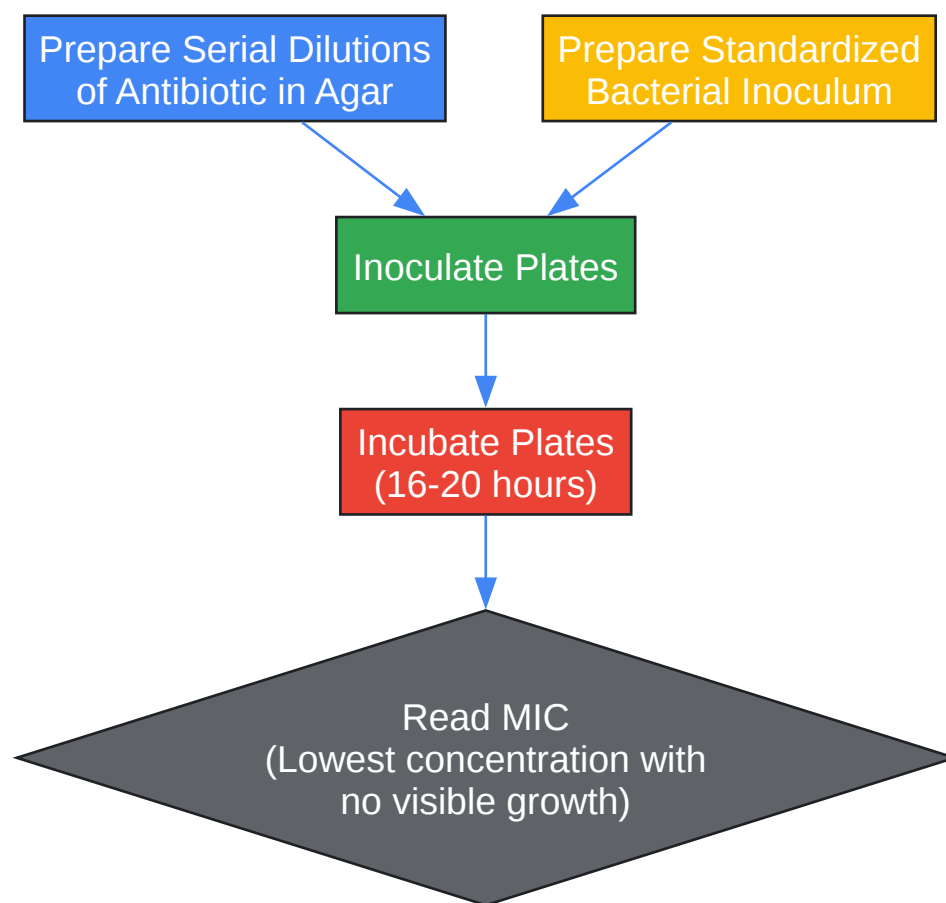 Prepare Serial Dilutions
of Antibiotic in Agar
Prepare Standardized
Bacterial Inoculum
Inoculate Plates
Incubate Plates
(16-20 hours)
Read MIC
(Lowest concentration with
no visible growth)